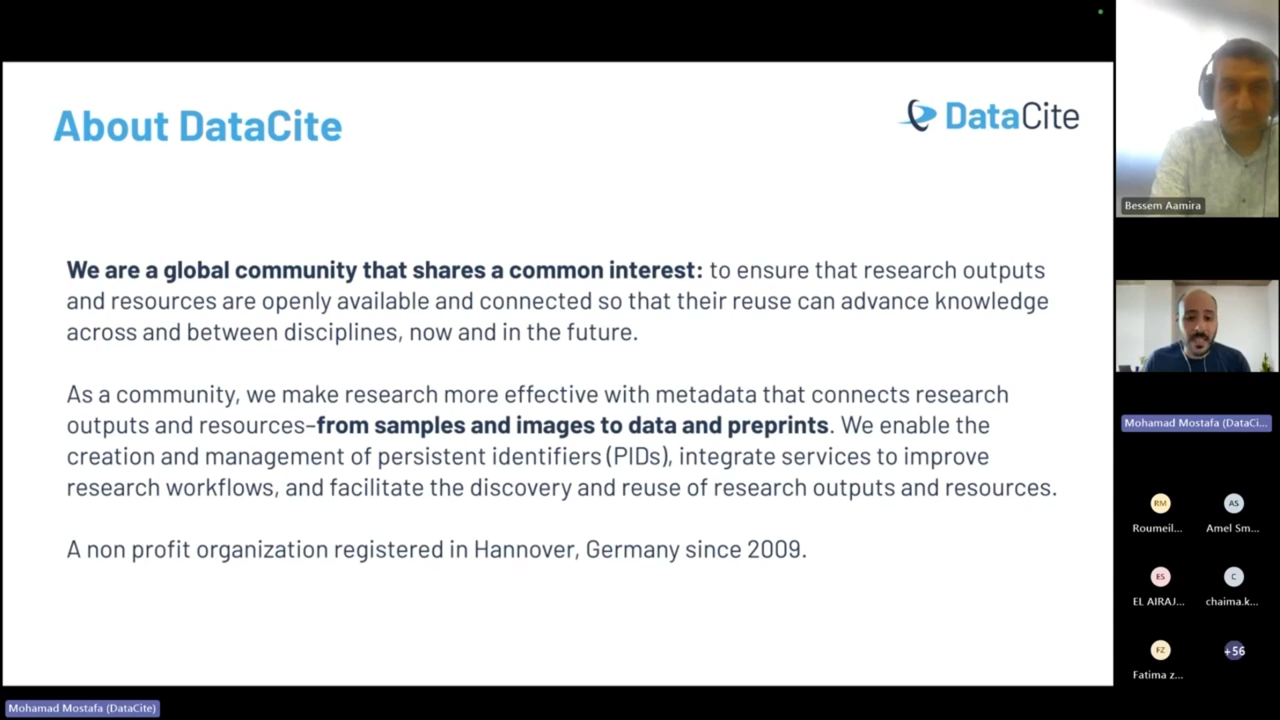 About DataCite
DataCite
We are a global community that shares a common interest: to ensure that research outputs
and resources are openly available and connected so that their reuse can advance knowledge
across and between disciplines, now and in the future.
As a community, we make research more effective with metadata that connects research
outputs and resources–from samples and images to data and preprints. We enable the
creation and management of persistent identifiers (PIDs), integrate services to improve
research workflows, and facilitate the discovery and reuse of research outputs and resources.
A non profit organization registered in Hannover, Germany since 2009.
Bessem Aamira
Mohamad Mostafa (DataCi...
RM
AS
Roumeil...
Amel Sm...
ES
C
EL AIRAJ...
chaima.k...
FZ
+56
Fatima z...
Mohamad Mostafa (DataCite)